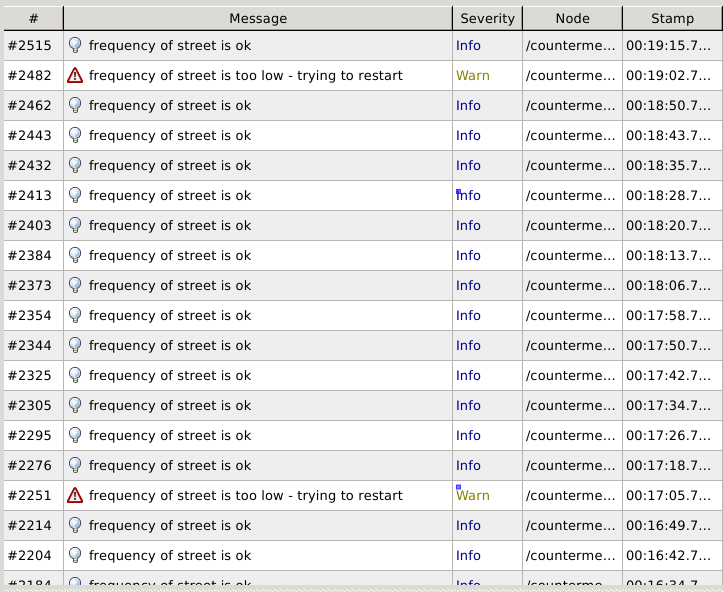 # Message Severity Node Stamp
#2515 frequency of street is ok Info /counterme... 00:19:15.7...
#2482 frequency of street is too low - trying to restart Warn /counterme... 00:19:02.7...
#2462 frequency of street is ok Info /counterme... 00:18:50.7...
#2443 frequency of street is ok Info /counterme... 00:18:43.7...
#2432 frequency of street is ok Info /counterme... 00:18:35.7...
#2413 frequency of street is ok Info /counterme... 00:18:28.7...
#2403 frequency of street is ok Info /counterme... 00:18:20.7...
#2384 frequency of street is ok Info /counterme... 00:18:13.7...
#2373 frequency of street is ok Info /counterme... 00:18:06.7...
#2354 frequency of street is ok Info /counterme... 00:17:58.7...
#2344 frequency of street is ok Info /counterme... 00:17:50.7...
#2325 frequency of street is ok Info /counterme... 00:17:42.7...
#2305 frequency of street is ok Info /counterme... 00:17:34.7...
#2295 frequency of street is ok Info /counterme... 00:17:26.7...
#2276 frequency of street is ok Info /counterme... 00:17:18.7...
#2251 frequency of street is too low - trying to restart Warn /counterme... 00:17:05.7...
#2214 frequency of street is ok Info /counterme... 00:16:49.7...
#2204 frequency of street is ok Info /counterme... 00:16:42.7...
#2184 frequency of street is ok Info /counterme... 00:16:34.7...